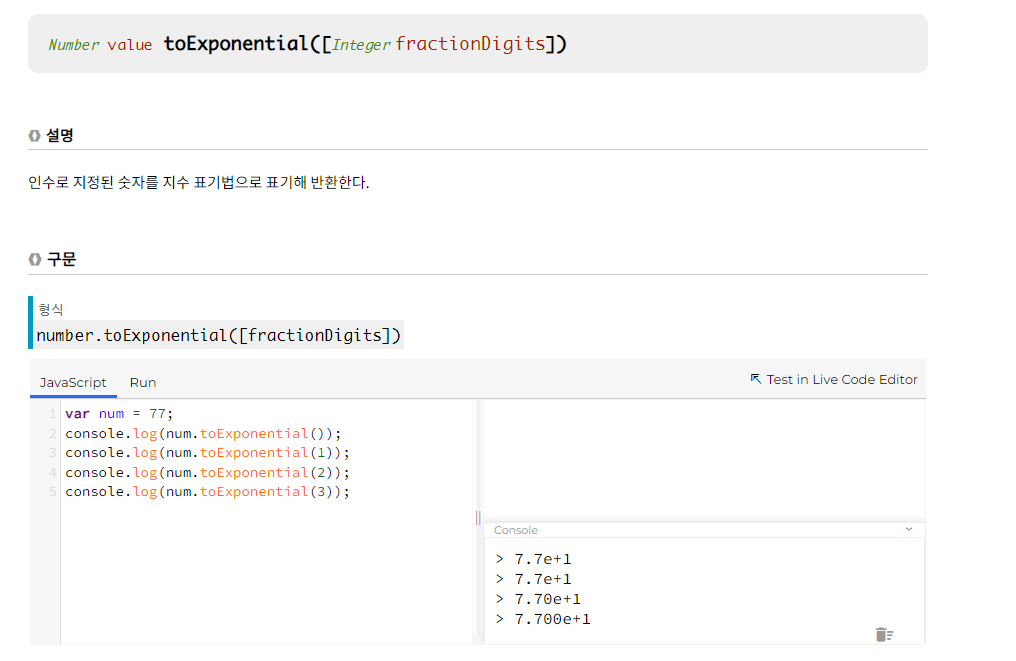 Number value toExponential([Integer fractionDigits])
설명
인수로 지정된 숫자를 지수 표기법으로 표기해 반환한다.
구문
형식
number.toExponential([fractionDigits])
JavaScript Run Test in Live Code Editor
1 var num = 77;
2 console.log(num.toExponential());
3 console.log(num.toExponential(1));
4 console.log(num.toExponential(2));
5 console.log(num.toExponential(3));
Console
> 7.7e+1
> 7.7e+1
> 7.70e+1
> 7.700e+1